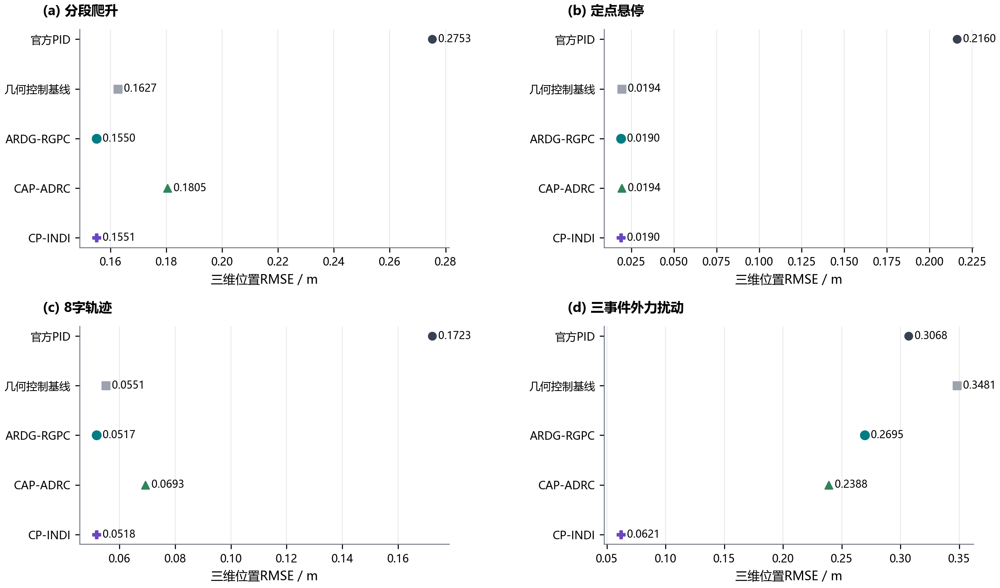 (a) 分段爬升
官方PID
0.2753
几何控制基线
0.1627
ARDG-RGPC
0.1550
CAP-ADRC
0.1805
CP-INDI
0.1551
0.16 0.18 0.20 0.22 0.24 0.26 0.28
三维位置RMSE / m
(b) 定点悬停
官方PID
0.2160
几何控制基线
0.0194
ARDG-RGPC
0.0190
CAP-ADRC
0.0194
CP-INDI
0.0190
0.025 0.050 0.075 0.100 0.125 0.150 0.175 0.200 0.225
三维位置RMSE / m
(c) 8字轨迹
官方PID
0.1723
几何控制基线
0.0551
ARDG-RGPC
0.0517
CAP-ADRC
0.0693
CP-INDI
0.0518
0.06 0.08 0.10 0.12 0.14 0.16
三维位置RMSE / m
(d) 三事件外力扰动
官方PID
0.3068
几何控制基线
0.3481
ARDG-RGPC
0.2695
CAP-ADRC
0.2388
CP-INDI
0.0621
0.05 0.10 0.15 0.20 0.25 0.30 0.35
三维位置RMSE / m